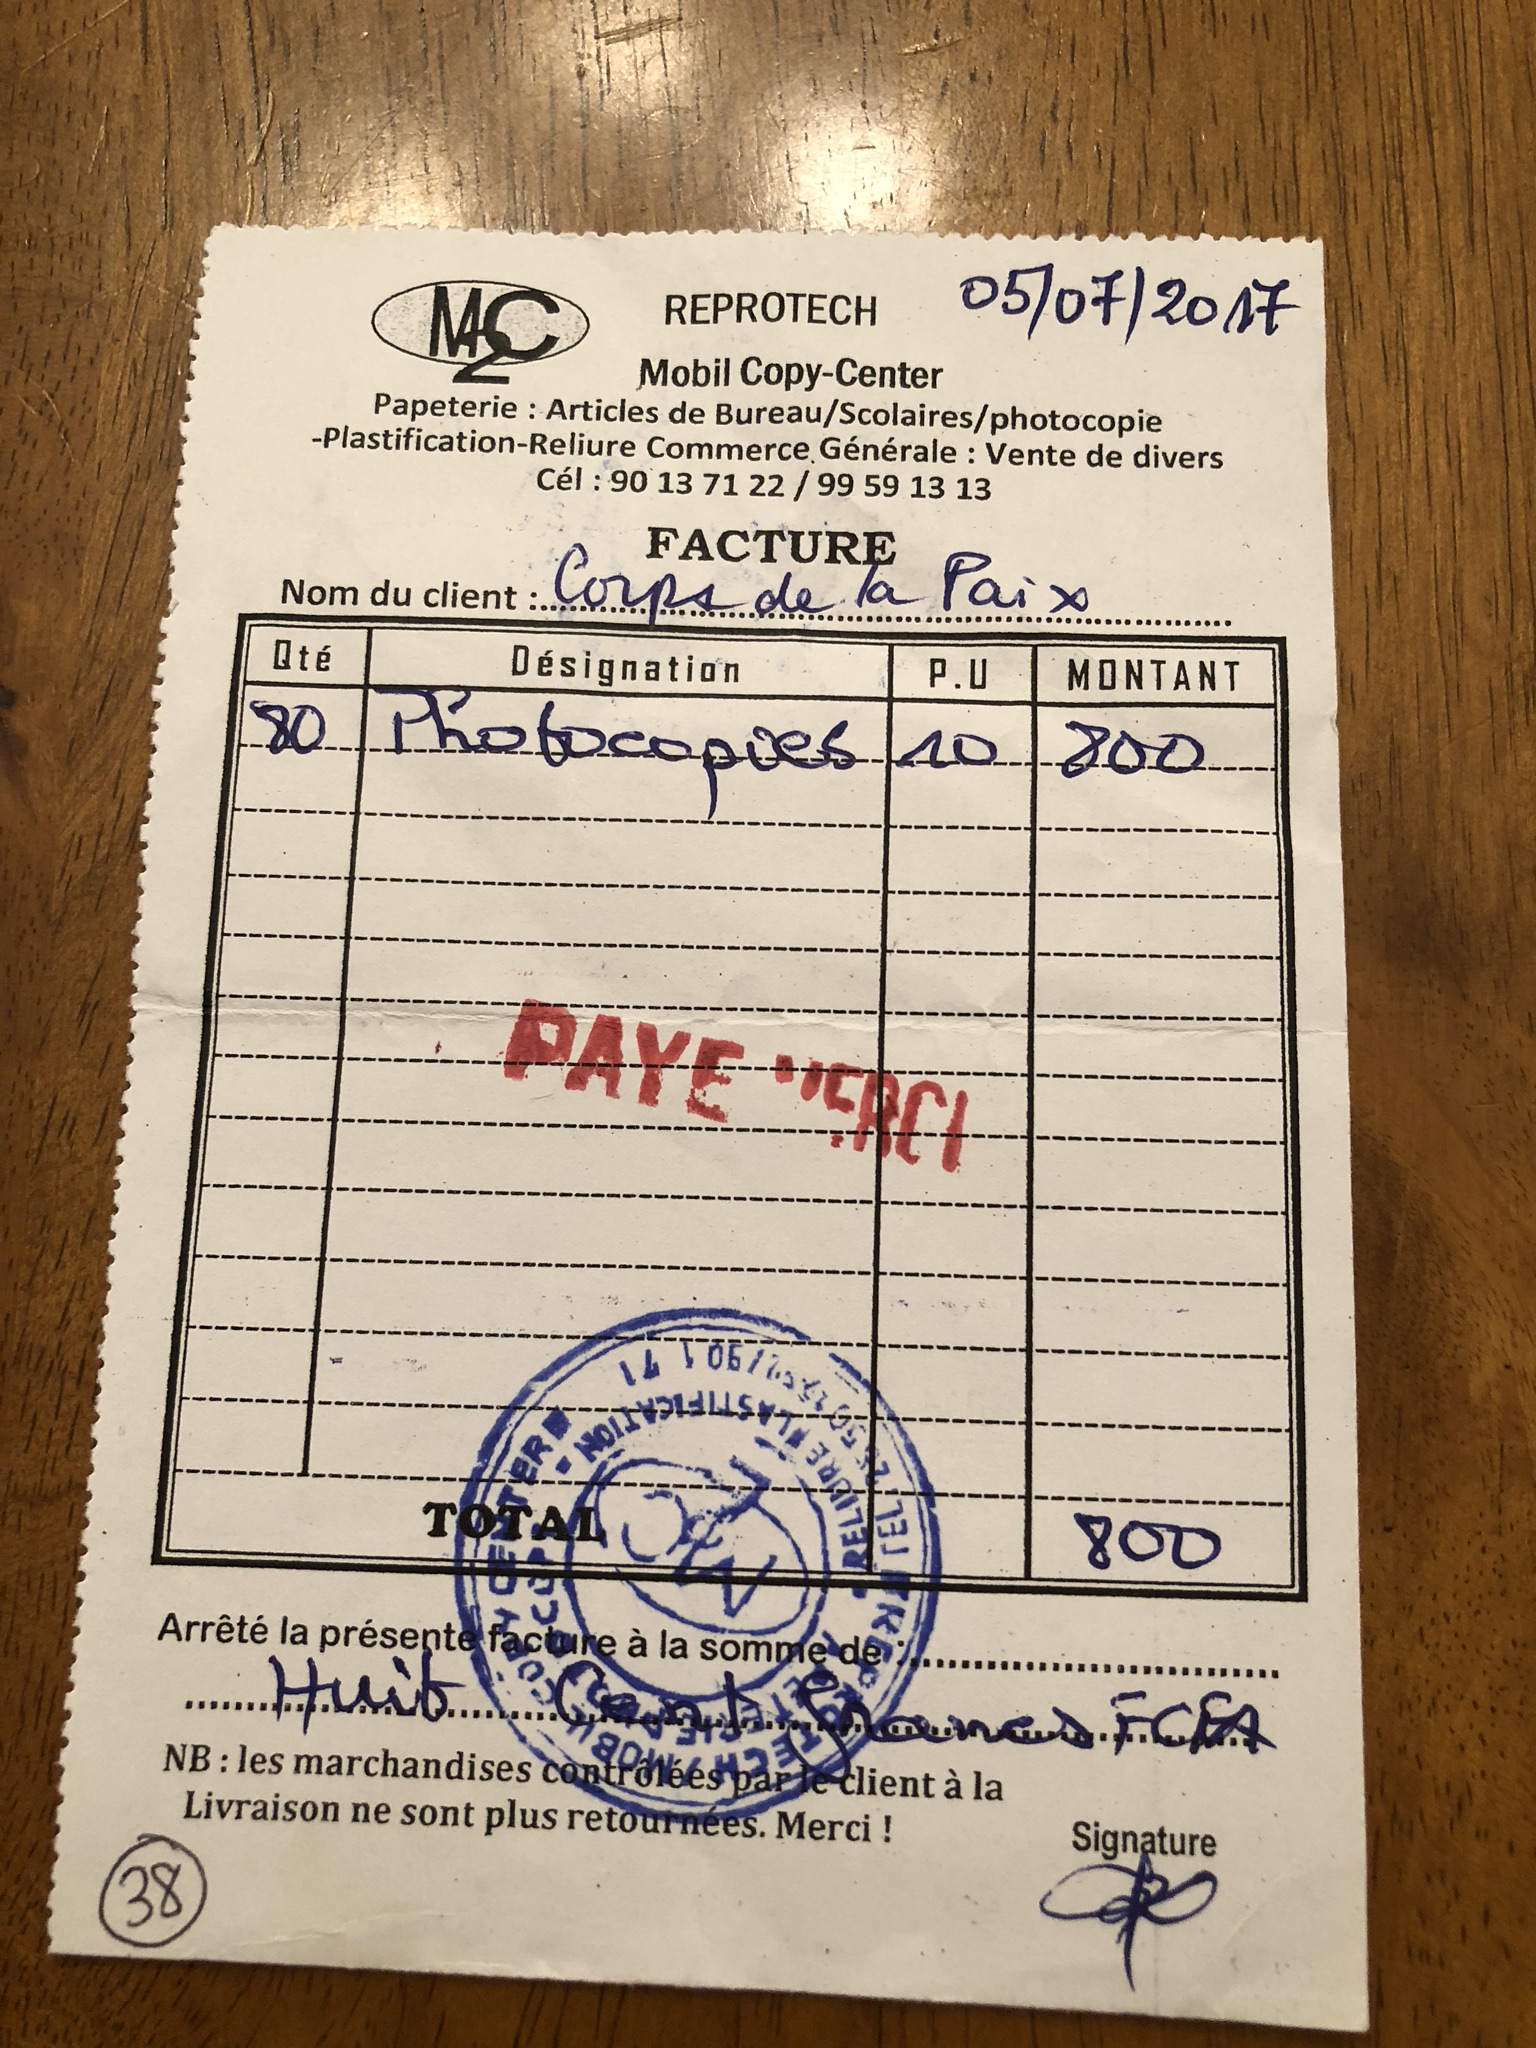 M2C
REPROTECH
05/07/2017
Mobil Copy-Center
Papeterie : Articles de Bureau/Scolaires/photocopie
-Plastification-Reliure Commerce Générale : Vente de divers
Cél : 90 13 71 22 / 99 59 13 13
FACTURE
Nom du client : Corps de la Paix
Qté Désignation P.U MONTANT
80 Photocopies 10 800
PAYE MERCI
TOTAL 800
Arrêté la présente facture à la somme de :
Huit Cent francs FCFA
NB : les marchandises contrôlées par le client à la
Livraison ne sont plus retournées. Merci !
Signature
38